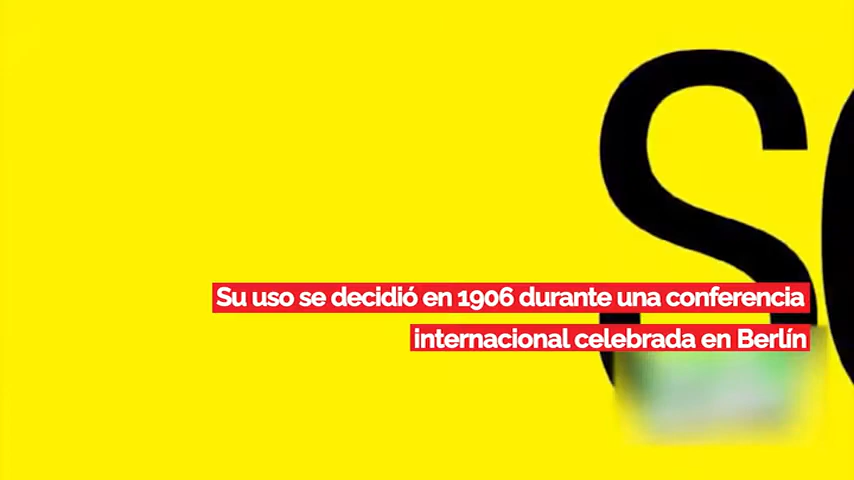 S
Su uso se decidió en 1906 durante una conferencia
internacional celebrada en Berlín